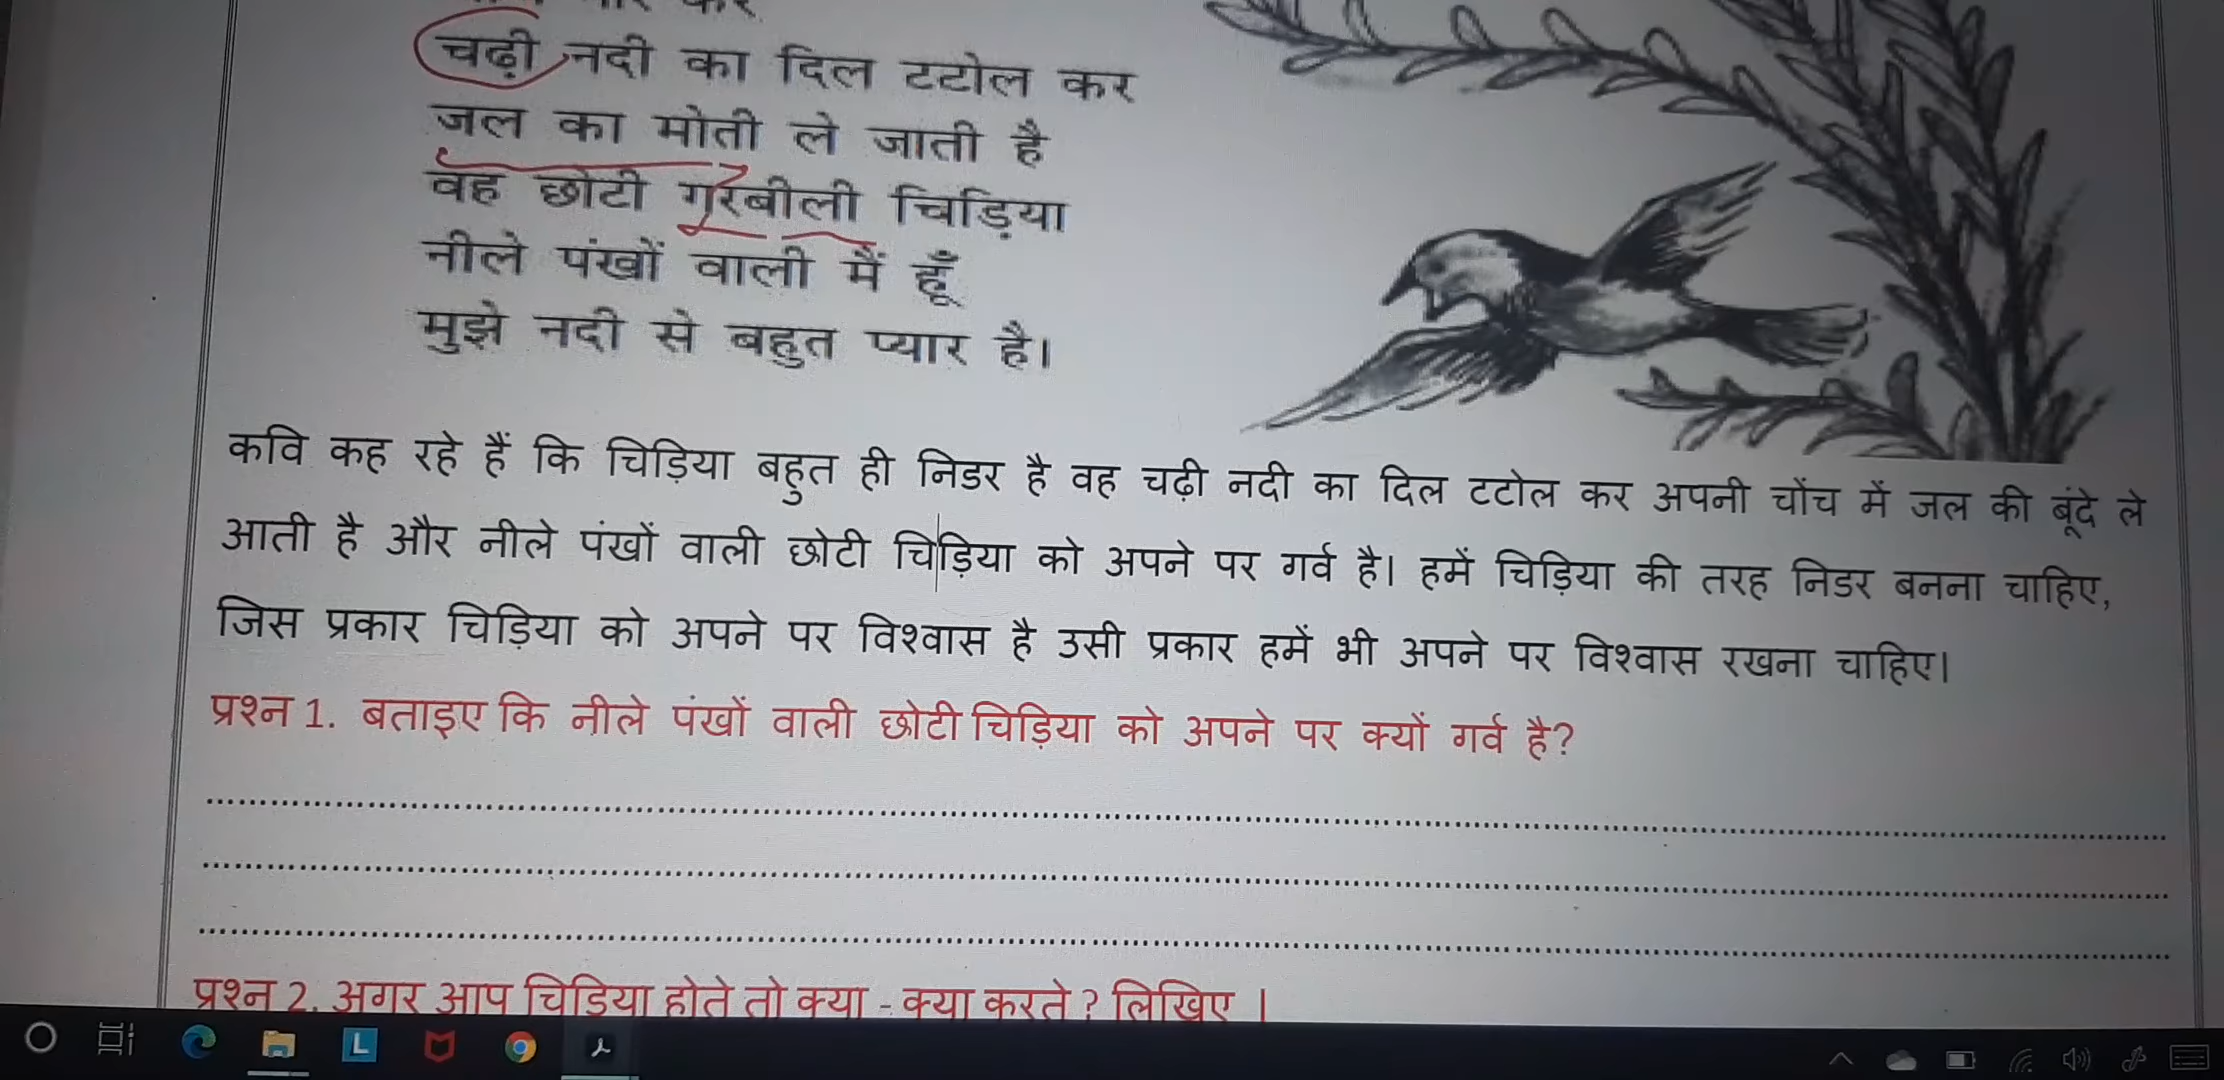 चढ़ी नदी का दिल टटोल कर
जल का मोती ले जाती है
वह छोटी गरबीली चिड़िया
नीले पंखों वाली मैं हूँ
मुझे नदी से बहुत प्यार है।
कवि कह रहे हैं कि चिड़िया बहुत ही निडर है वह चढ़ी नदी का दिल टटोल कर अपनी चोंच में जल की बूंदे ले
आती है और नीले पंखों वाली छोटी चिड़िया को अपने पर गर्व है। हमें चिड़िया की तरह निडर बनना चाहिए,
जिस प्रकार चिड़िया को अपने पर विश्वास है उसी प्रकार हमें भी अपने पर विश्वास रखना चाहिए।
प्रश्न 1. बताइए कि नीले पंखों वाली छोटी चिड़िया को अपने पर क्यों गर्व है?
प्रश्न 2. अगर आप चिड़िया होते तो क्या - क्या करते ? लिखिए ।
L